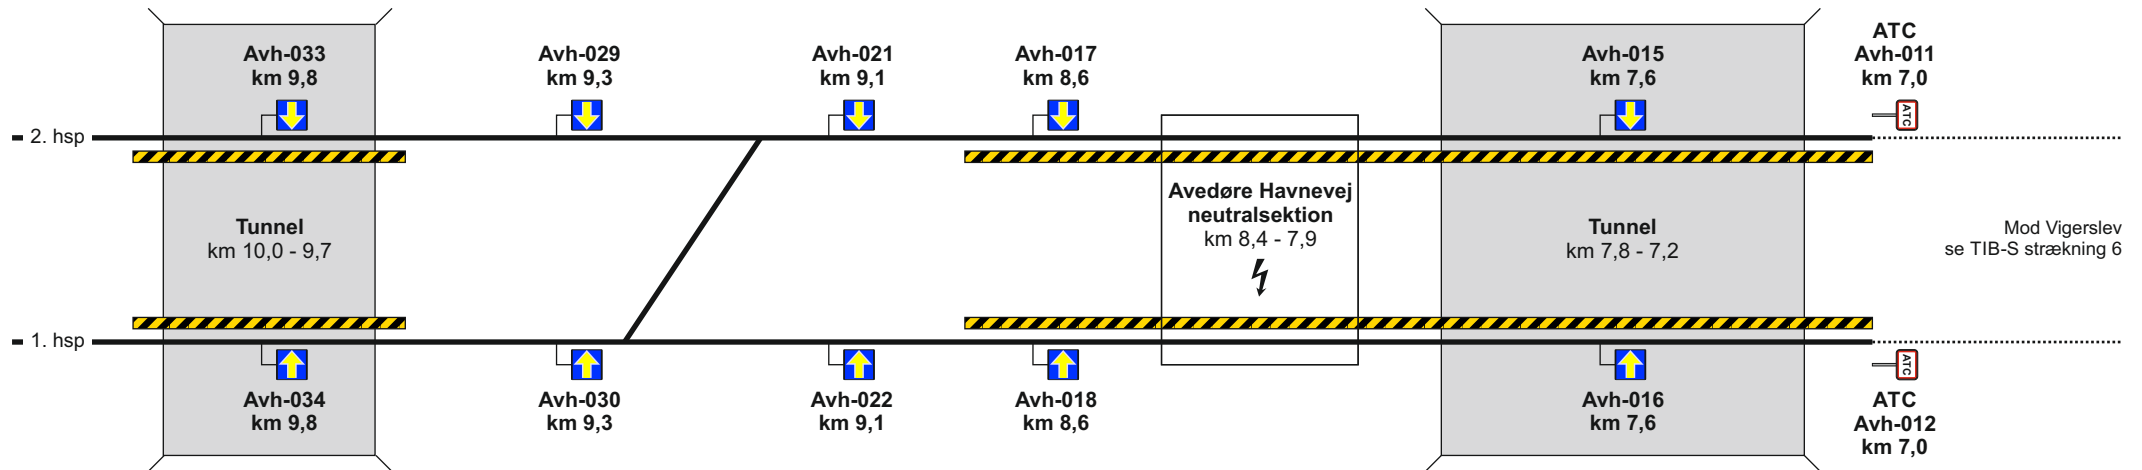 Avh-033
km 9,8
Avh-029
km 9,3
Avh-021
km 9,1
Avh-017
km 8,6
Avh-015
km 7,6
ATC
Avh-011
km 7,0
ATC
2. hsp
Tunnel
km 10,0 - 9,7
Avedøre Havnevej
neutralsektion
km 8,4 - 7,9
Tunnel
km 7,8 - 7,2
Mod Vigerslev
se TIB-S strækning 6
1. hsp
Avh-034
km 9,8
Avh-030
km 9,3
Avh-022
km 9,1
Avh-018
km 8,6
Avh-016
km 7,6
ATC
ATC
Avh-012
km 7,0